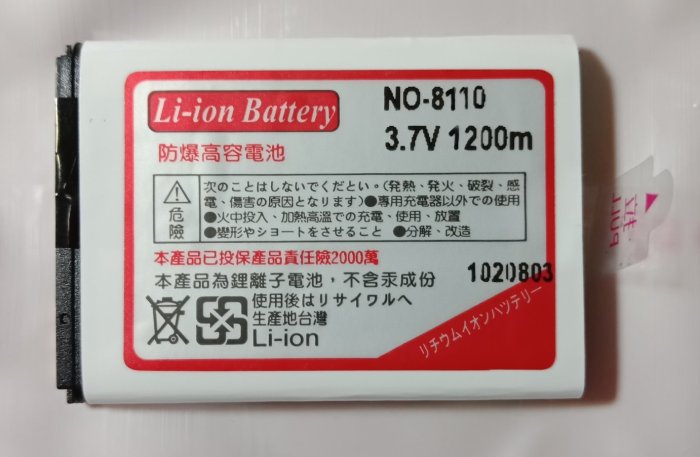 Li-ion Battery
NO-8110
3.7V 1200m
防爆高容電池
危險
次のことはしないでください。(発熱、発火、破裂、感
電、傷害の原因となります)●専用充電器以外での使用
●火中投入、加熱高温での充電、使用、放置
●変形やショートをさせること ●分解、改造
本產品已投保產品責任險2000萬
本產品為鋰離子電池，不含汞成份
1020803
使用後はリサイワルへ
生產地台灣
Li-ion
リチウムイオンハッテリー